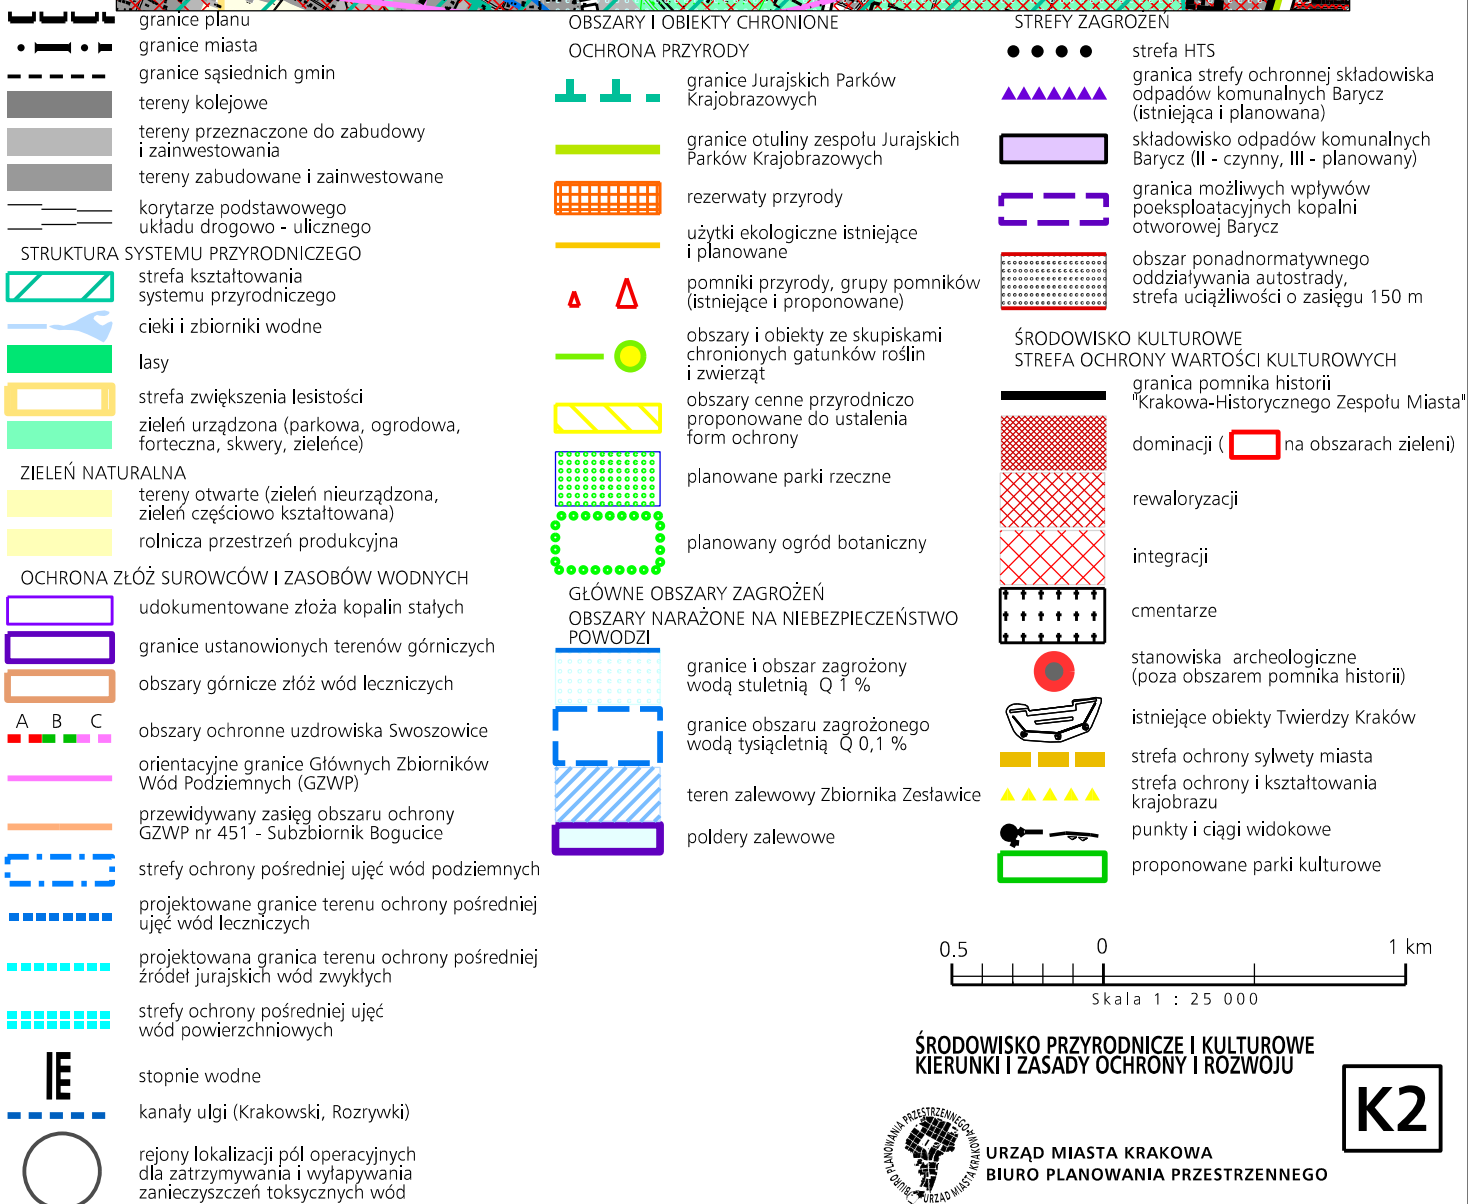 granice planu
granice miasta
granice sąsiednich gmin
tereny kolejowe
tereny przeznaczone do zabudowy
i zainwestowania
tereny zabudowane i zainwestowane
korytarze podstawowego
układu drogowo - ulicznego
STRUKTURA SYSTEMU PRZYRODNICZEGO
strefa kształtowania
systemu przyrodniczego
cieki i zbiorniki wodne
lasy
strefa zwiększenia lesistości
zieleń urządzona (parkowa, ogrodowa,
forteczna, skwery, zieleńce)
ZIELEŃ NATURALNA
tereny otwarte (zieleń nieurządzona,
zieleń częściowo kształtowana)
rolnicza przestrzeń produkcyjna
OCHRONA ZŁÓŻ SUROWCÓW I ZASOBÓW WODNYCH
udokumentowane złoża kopalin stałych
granice ustanowionych terenów górniczych
obszary górnicze złóż wód leczniczych
A B C
obszary ochronne uzdrowiska Swoszowice
orientacyjne granice Głównych Zbiorników
Wód Podziemnych (GZWP)
przewidywany zasięg obszaru ochrony
GZWP nr 451 - Subzbiornik Bogucice
strefy ochrony pośredniej ujęć wód podziemnych
projektowane granice terenu ochrony pośredniej
ujęć wód leczniczych
projektowana granica terenu ochrony pośredniej
źródeł jurajskich wód zwykłych
strefy ochrony pośredniej ujęć
wód powierzchniowych
stopnie wodne
kanały ulgi (Krakowski, Rozrywki)
rejony lokalizacji pól operacyjnych
dla zatrzymywania i wyłapywania
zanieczyszczeń toksycznych wód
OBSZARY I OBIEKTY CHRONIONE
OCHRONA PRZYRODY
granice Jurajskich Parków
Krajobrazowych
granice otuliny zespołu Jurajskich
Parków Krajobrazowych
rezerwaty przyrody
użytki ekologiczne istniejące
i planowane
pomniki przyrody, grupy pomników
(istniejące i proponowane)
obszary i obiekty ze skupiskami
chronionych gatunków roślin
i zwierząt
obszary cenne przyrodniczo
proponowane do ustalenia
form ochrony
planowane parki rzeczne
planowany ogród botaniczny
GŁÓWNE OBSZARY ZAGROŻEŃ
OBSZARY NARAŻONE NA NIEBEZPIECZEŃSTWO
POWODZI
granice i obszar zagrożony
wodą stuletnią Q 1 %
granice obszaru zagrożonego
wodą tysiącletnią Q 0,1 %
teren zalewowy Zbiornika Zesławice
poldery zalewowe
STREFY ZAGROŻEŃ
strefa HTS
granica strefy ochronnej składowiska
odpadów komunalnych Barycz
(istniejąca i planowana)
składowisko odpadów komunalnych
Barycz (II - czynny, III - planowany)
granica możliwych wpływów
poeksploatacyjnych kopalni
otworowej Barycz
obszar ponadnormatywnego
oddziaływania autostrady,
strefa uciążliwości o zasięgu 150 m
ŚRODOWISKO KULTUROWE
STREFA OCHRONY WARTOŚCI KULTUROWYCH
granica pomnika historii
"Krakowa-Historycznego Zespołu Miasta"
dominacji ( na obszarach zieleni)
rewaloryzacji
integracji
cmentarze
stanowiska archeologiczne
(poza obszarem pomnika historii)
istniejące obiekty Twierdzy Kraków
strefa ochrony sylwety miasta
strefa ochrony i kształtowania
krajobrazu
punkty i ciągi widokowe
proponowane parki kulturowe
0.5 0 1 km
Skala 1 : 25 000
ŚRODOWISKO PRZYRODNICZE I KULTUROWE
KIERUNKI I ZASADY OCHRONY I ROZWOJU
K2
BIURO PLANOWANIA PRZESTRZENNEGO
URZĄD MIASTA KRAKOWA
URZĄD MIASTA KRAKOWA
BIURO PLANOWANIA PRZESTRZENNEGO